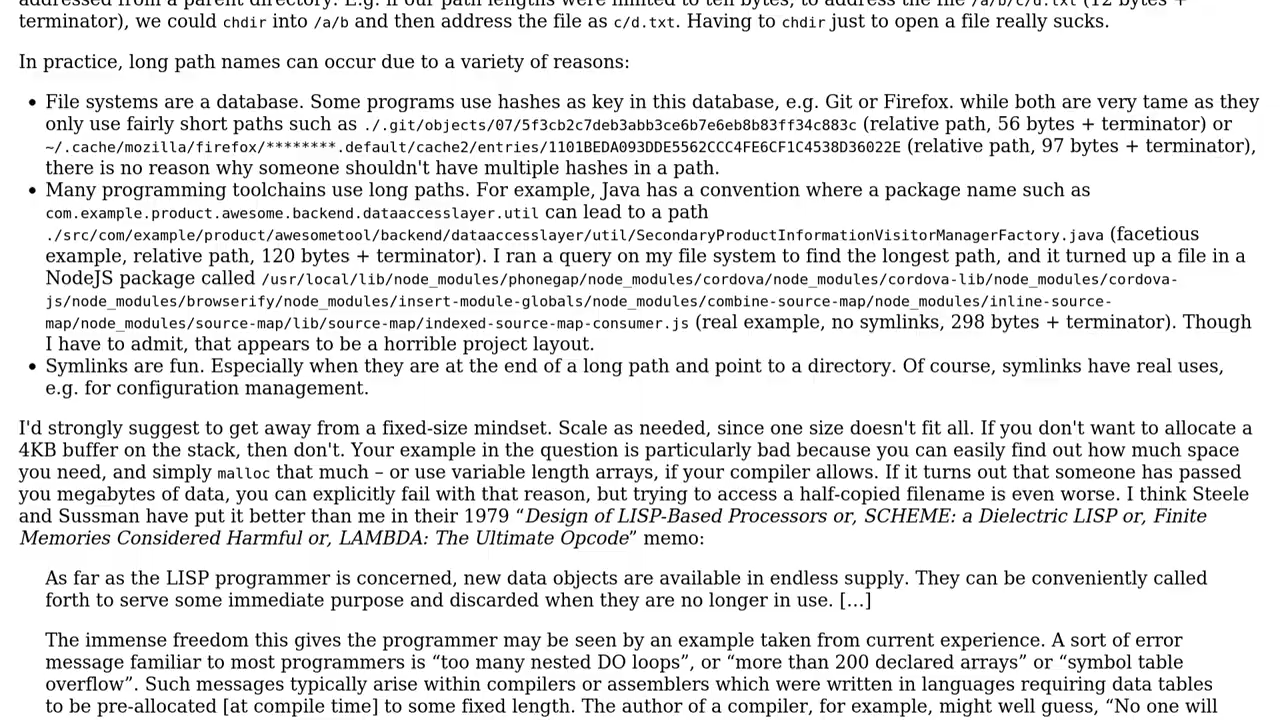 terminator), we could chdir into /a/b and then address the file as c/d.txt. Having to chdir just to open a file really sucks.
In practice, long path names can occur due to a variety of reasons:
• File systems are a database. Some programs use hashes as key in this database, e.g. Git or Firefox. while both are very tame as they
only use fairly short paths such as ./.git/objects/07/5f3cb2c7deb3abb3ce6b7e6eb8b83ff34c883c (relative path, 56 bytes + terminator) or
~/.cache/mozilla/firefox/********.default/cache2/entries/1101BEDA093DDE5562CCC4FE6CF1C4538D36022E (relative path, 97 bytes + terminator),
there is no reason why someone shouldn't have multiple hashes in a path.
• Many programming toolchains use long paths. For example, Java has a convention where a package name such as
com.example.product.awesome.backend.dataaccesslayer.util can lead to a path
./src/com/example/product/awesometool/backend/dataaccesslayer/util/SecondaryProductInformationVisitorManagerFactory.java (facetious
example, relative path, 120 bytes + terminator). I ran a query on my file system to find the longest path, and it turned up a file in a
NodeJS package called /usr/local/lib/node_modules/phonegap/node_modules/cordova/node_modules/cordova-lib/node_modules/cordova-
js/node_modules/browserify/node_modules/insert-module-globals/node_modules/combine-source-map/node_modules/inline-source-
map/node_modules/source-map/lib/source-map/indexed-source-map-consumer.js (real example, no symlinks, 298 bytes + terminator). Though
I have to admit, that appears to be a horrible project layout.
• Symlinks are fun. Especially when they are at the end of a long path and point to a directory. Of course, symlinks have real uses,
e.g. for configuration management.
I'd strongly suggest to get away from a fixed-size mindset. Scale as needed, since one size doesn't fit all. If you don't want to allocate a
4KB buffer on the stack, then don't. Your example in the question is particularly bad because you can easily find out how much space
you need, and simply malloc that much – or use variable length arrays, if your compiler allows. If it turns out that someone has passed
you megabytes of data, you can explicitly fail with that reason, but trying to access a half-copied filename is even worse. I think Steele
and Sussman have put it better than me in their 1979 “Design of LISP-Based Processors or, SCHEME: a Dielectric LISP or, Finite
Memories Considered Harmful or, LAMBDA: The Ultimate Opcode” memo:
As far as the LISP programmer is concerned, new data objects are available in endless supply. They can be conveniently called
forth to serve some immediate purpose and discarded when they are no longer in use. […]
The immense freedom this gives the programmer may be seen by an example taken from current experience. A sort of error
message familiar to most programmers is “too many nested DO loops”, or “more than 200 declared arrays” or “symbol table
overflow”. Such messages typically arise within compilers or assemblers which were written in languages requiring data tables
to be pre-allocated [at compile time] to some fixed length. The author of a compiler, for example, might well guess, “No one will